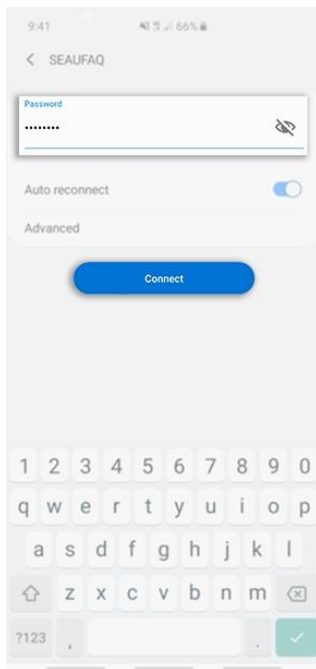 9:41 66%
SEAUFAQ
Password
••••••••
Auto reconnect
Advanced
Connect
1 2 3 4 5 6 7 8 9 0
q w e r t y u i o p
a s d f g h j k l
z x c v b n m
?123 , .